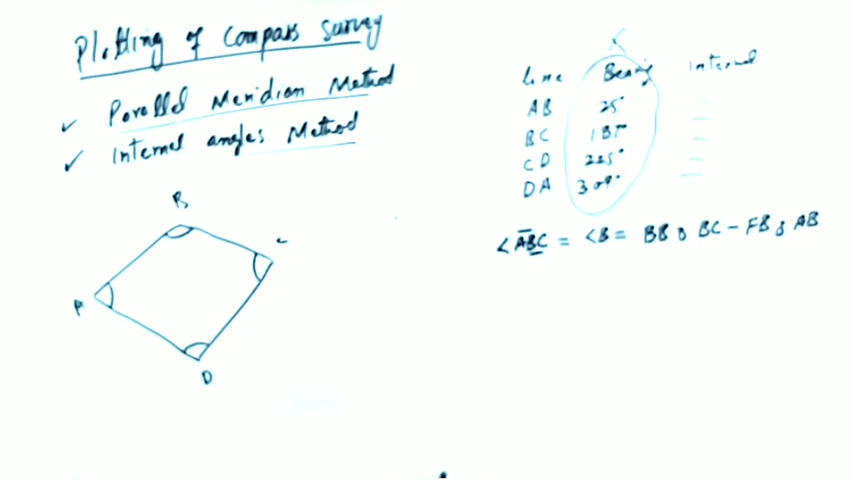 Plotting of Compass Survey
✓ Parallel Meridian Method
✓ Internal angles Method
Line Bearing Internal
AB 25°
BC
CD 225°
DA 309°
∠ABC = ∠B = BB of BC - FB of AB
B
C
A
D